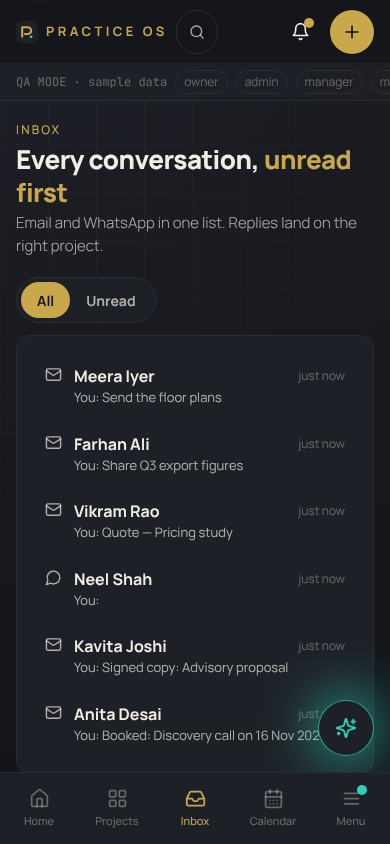 PRACTICE OS
QA MODE · sample data owner admin manager
INBOX
Every conversation, unread
first
Email and WhatsApp in one list. Replies land on the
right project.
All Unread
Meera Iyer just now
You: Send the floor plans
Farhan Ali just now
You: Share Q3 export figures
Vikram Rao just now
You: Quote — Pricing study
Neel Shah just now
You:
Kavita Joshi just now
You: Signed copy: Advisory proposal
Anita Desai just
You: Booked: Discovery call on 16 Nov 202
Home Projects Inbox Calendar Menu